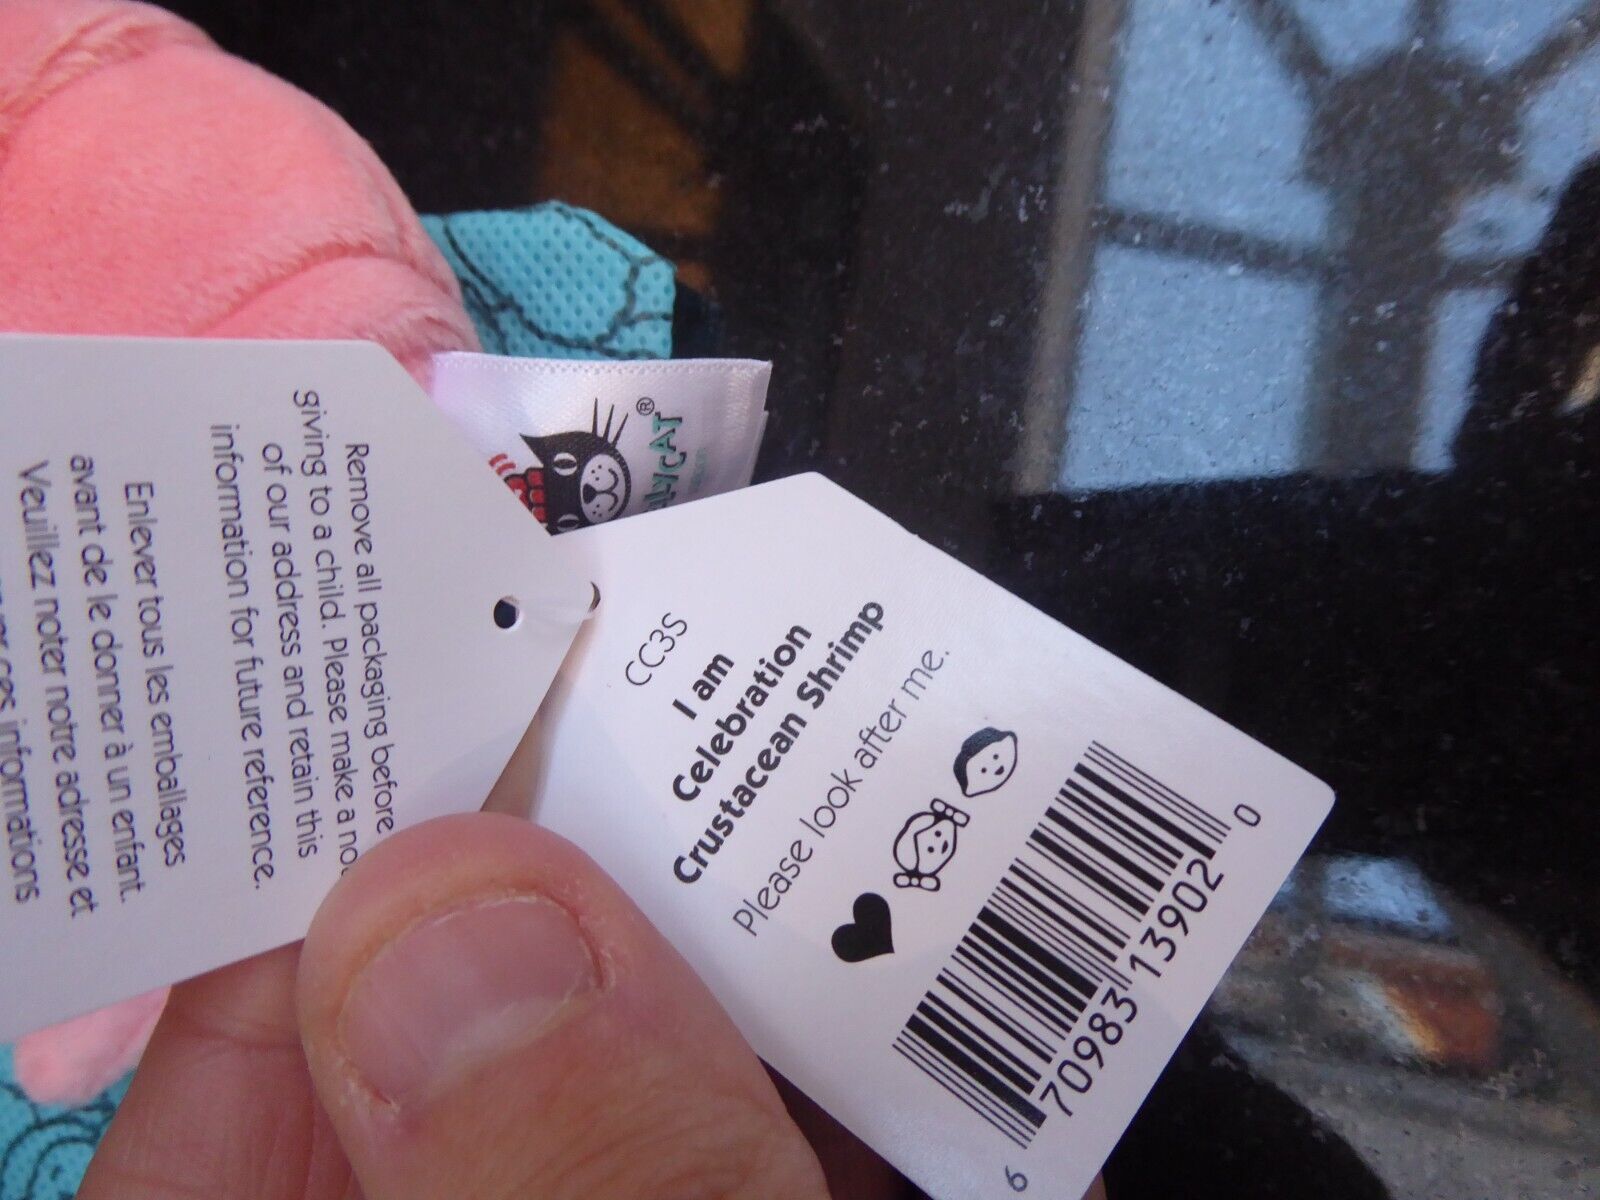 Remove all packaging before
giving to a child. Please make a
of our address and retain this
information for future reference.
Enlever tous les emballages
avant de le donner à un enfant.
Veuillez noter notre adresse et
ces informations
CC3S
I am
Celebration
Crustacean Shrimp
Please look after me.
6 70983 13902 0